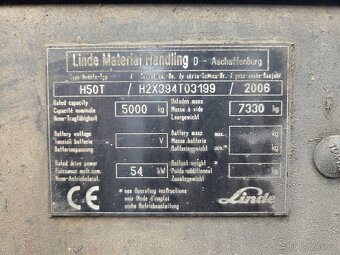 Linde Material Handling D - Aschaffenburg
H50T / H2X394T03199 / 2006
Rated capacity
Capacité nominale
Nenn-Tragfähigkeit
5000 kg
Unladen mass
Masse à vide
Leergewicht
7330 kg
Battery voltage
Tension batterie
Batteriespannung
V
Battery mass
Masse batterie
Batteriegewicht
max. kg
min. kg
Rated drive power
Puissance motr.nom.
Nenn-Antriebsleist.
54 kW
Ballast weight
Poids additionnel
Zusatzgewicht
kg
CE
* see Operating instructions
voir Mode d'emploi
siehe Betriebsanleitung
Linde